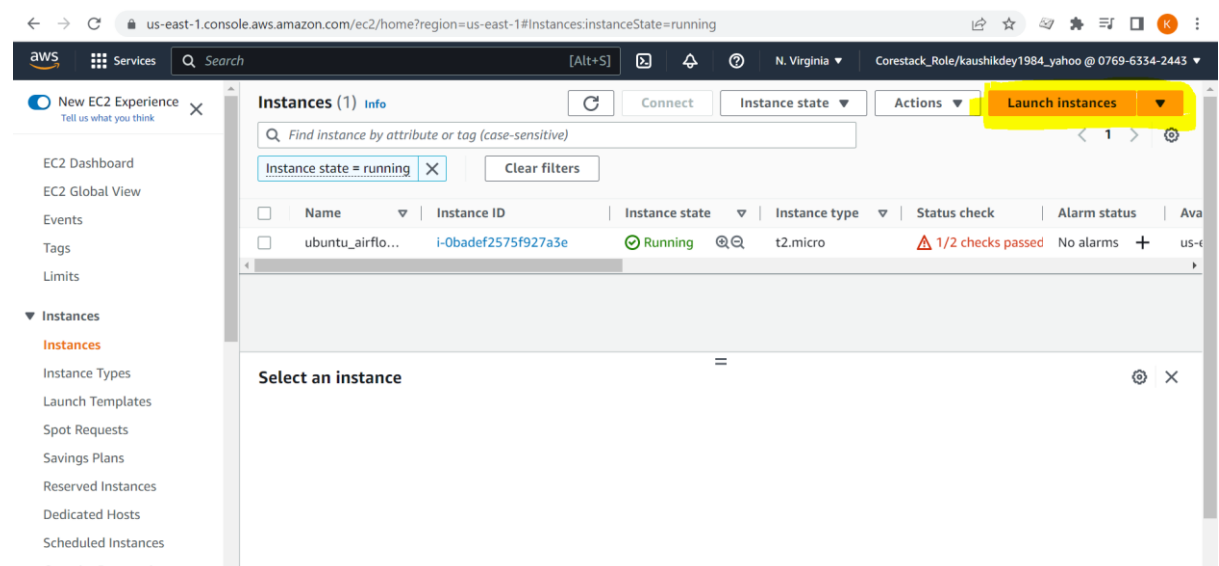 us-east-1.console.aws.amazon.com/ec2/home?region=us-east-1#Instances:instanceState=running
K
aws Services Search [Alt+S] N. Virginia ▼ Corestack_Role/kaushikdey1984_yahoo @ 0769-6334-2443 ▼
New EC2 Experience
Tell us what you think
EC2 Dashboard
EC2 Global View
Events
Tags
Limits
Instances
Instances
Instance Types
Launch Templates
Spot Requests
Savings Plans
Reserved Instances
Dedicated Hosts
Scheduled Instances
Instances (1) Info Connect Instance state ▼ Actions ▼ Launch instances ▼
Find instance by attribute or tag (case-sensitive) < 1 >
Instance state = running Clear filters
Name Instance ID Instance state Instance type Status check Alarm status Ava
ubuntu_airflo... i-0badef2575f927a3e Running t2.micro 1/2 checks passed No alarms + us-e
Select an instance